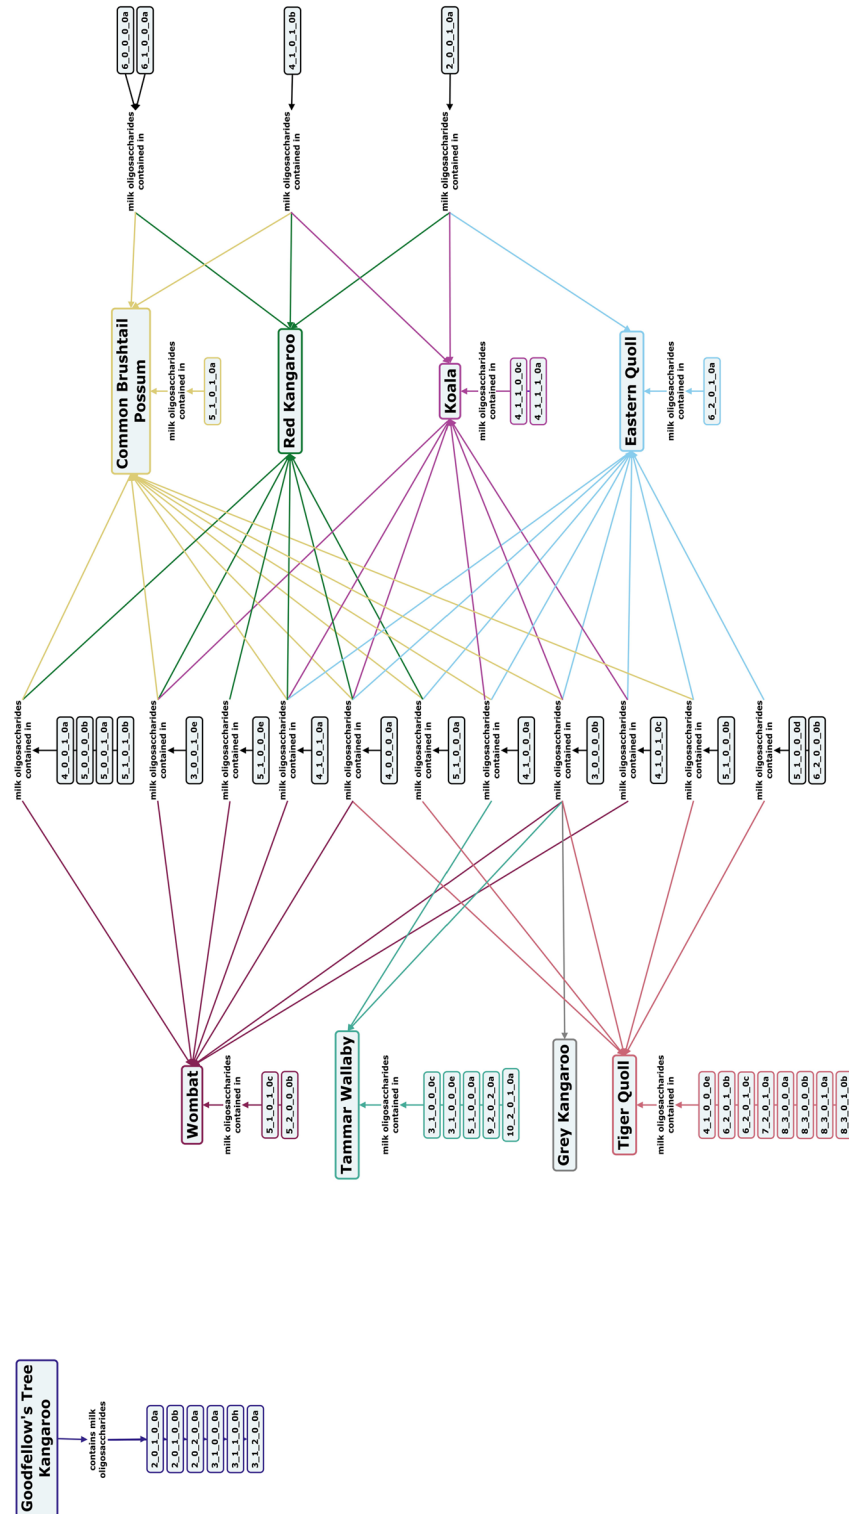 6_0_0_0_0a
6_1_0_0_0a
4_1_0_1_0b
2_0_0_1_0a
milk oligosaccharides
contained in
milk oligosaccharides
contained in
milk oligosaccharides
contained in
Common Brushtail
Possum
milk oligosaccharides
contained in
5_1_0_1_0a
Red Kangaroo
Koala
milk oligosaccharides
contained in
4_1_1_0_0c
4_1_1_1_0a
Eastern Quoll
milk oligosaccharides
contained in
6_2_0_1_0a
milk oligosaccharides
contained in
4_0_0_1_0a
5_0_0_0_0b
5_0_0_1_0a
5_1_0_1_0b
milk oligosaccharides
contained in
3_0_0_1_0e
milk oligosaccharides
contained in
5_1_0_0_0e
milk oligosaccharides
contained in
4_1_0_1_0a
milk oligosaccharides
contained in
4_0_0_0_0a
milk oligosaccharides
contained in
5_1_0_0_0a
milk oligosaccharides
contained in
4_1_0_0_0a
milk oligosaccharides
contained in
3_0_0_0_0b
milk oligosaccharides
contained in
4_1_0_1_0c
milk oligosaccharides
contained in
5_1_0_0_0b
milk oligosaccharides
contained in
5_1_0_0_0d
6_2_0_0_0b
Wombat
milk oligosaccharides
contained in
5_1_0_1_0c
5_2_0_0_0b
Tammar Wallaby
milk oligosaccharides
contained in
3_1_0_0_0c
3_1_0_0_0e
5_1_0_0_0a
9_2_0_2_0a
10_2_0_1_0a
Grey Kangaroo
Tiger Quoll
milk oligosaccharides
contained in
4_1_0_0_0e
6_2_0_1_0b
6_2_0_1_0c
7_2_0_1_0a
8_3_0_0_0a
8_3_0_0_0b
8_3_0_1_0a
8_3_0_1_0b
Goodfellow's Tree
Kangaroo
contains milk
oligosaccharides
2_0_1_0_0a
2_0_1_0_0b
2_0_2_0_0a
3_1_0_0_0a
3_1_1_0_0h
3_1_2_0_0a